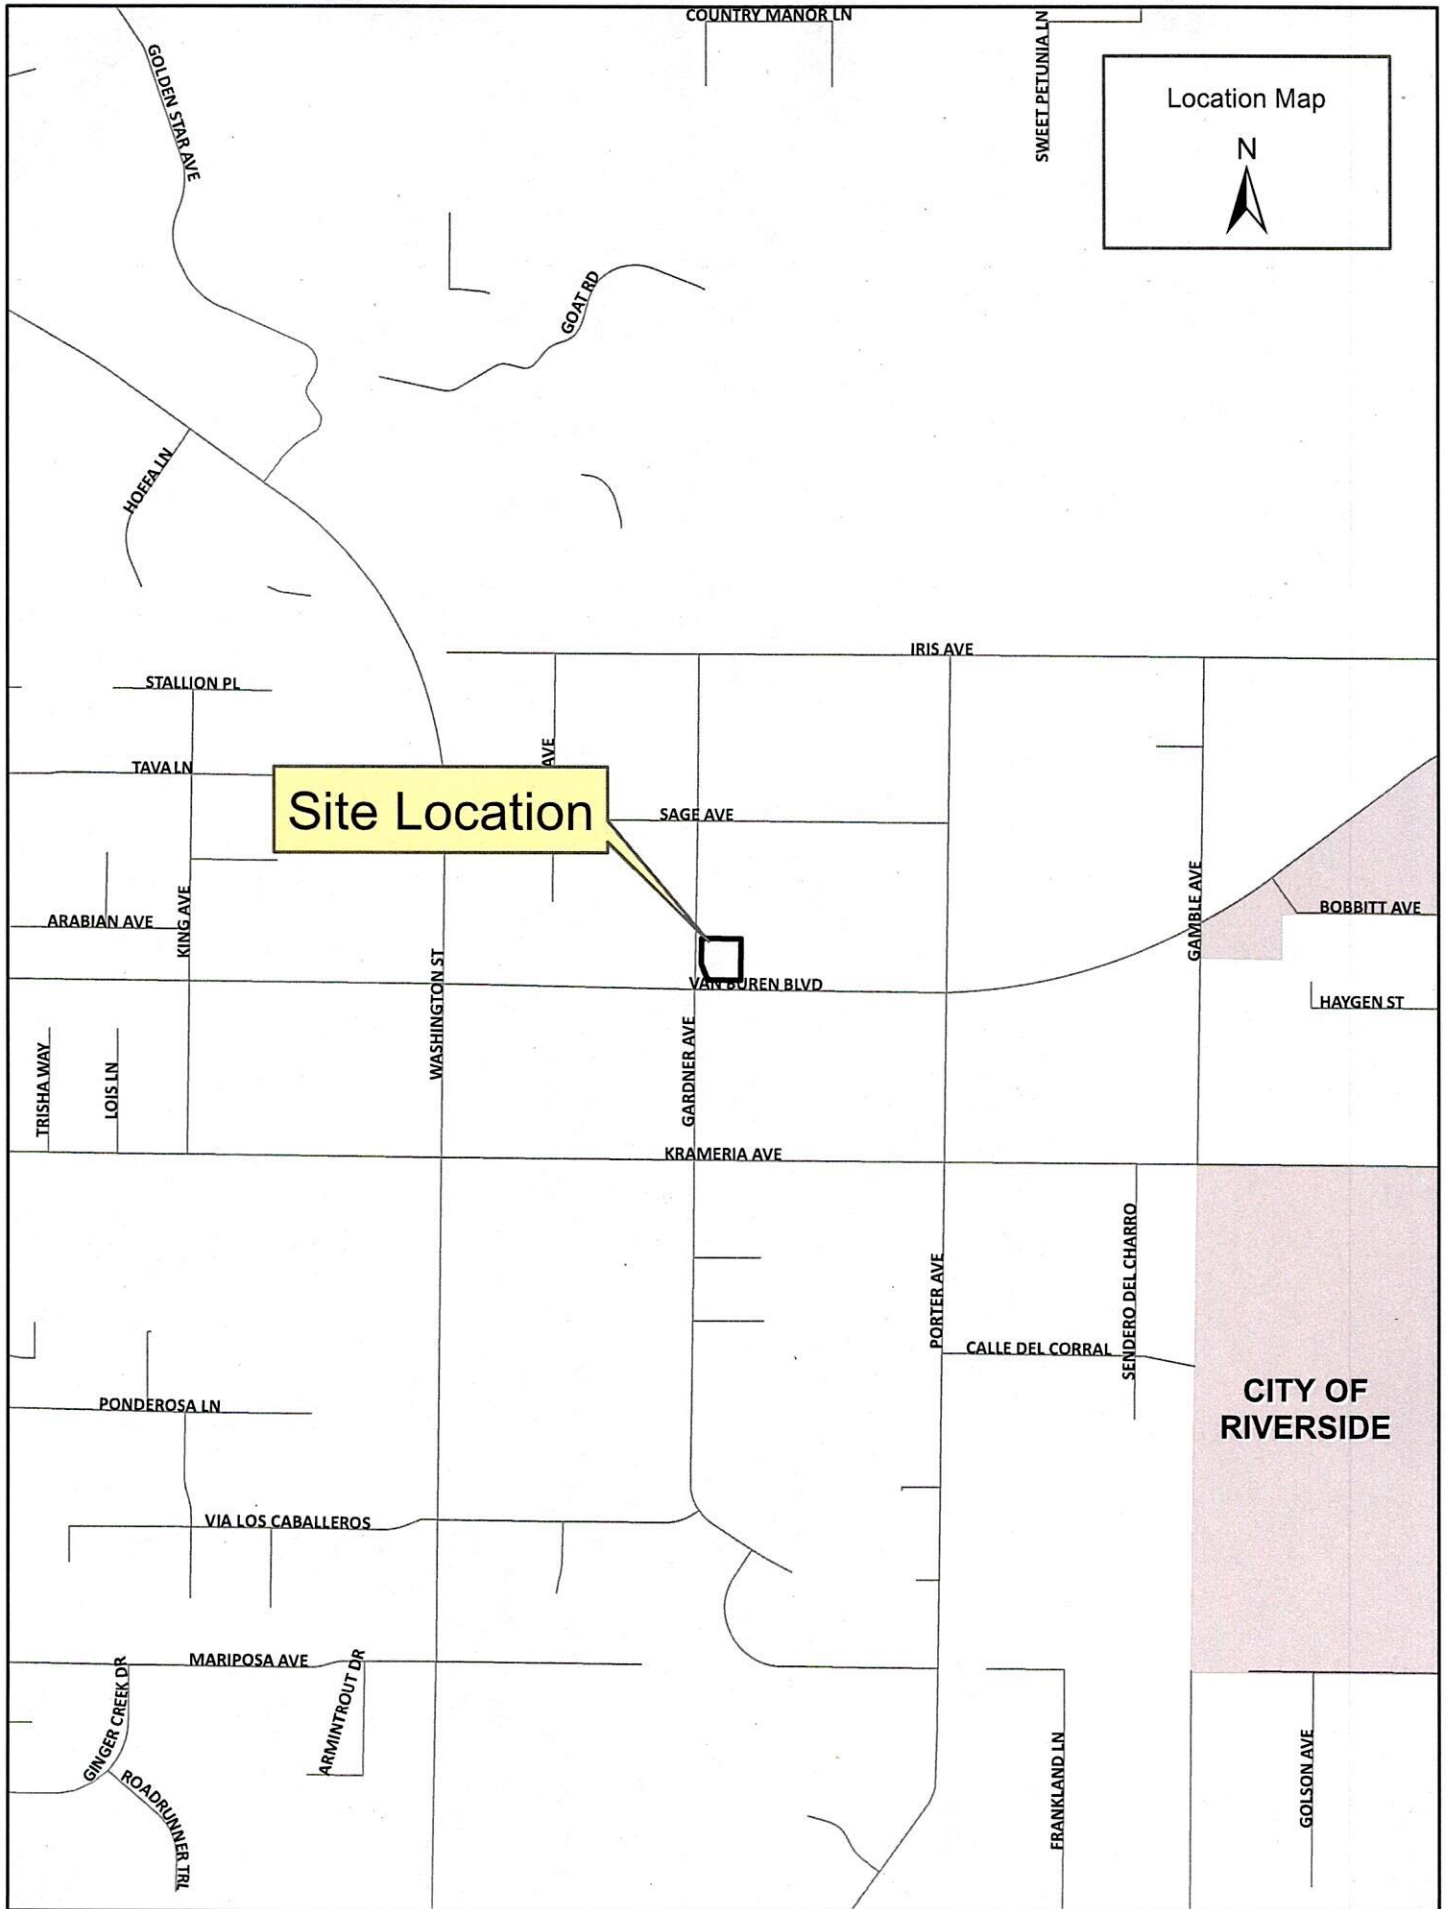 COUNTRY MANOR LN
SWEET PETUNIA LN
GOLDEN STAR AVE
Location Map
N
GOAT RD
HOFFA LN
IRIS AVE
STALLION PL
TAVA LN
AVE
Site Location
SAGE AVE
ARABIAN AVE
KING AVE
GAMBLE AVE
BOBBITT AVE
WASHINGTON ST
VAN BUREN BLVD
HAYGEN ST
TRISHA WAY
LOIS LN
GARDNER AVE
KRAMERIA AVE
PORTER AVE
SENDERO DEL CHARRO
CALLE DEL CORRAL
CITY OF
RIVERSIDE
PONDEROSA LN
VIA LOS CABALLEROS
MARIPOSA AVE
GINGER CREEK DR
ARMINTROUT DR
ROADRUNNER TRL
FRANKLAND LN
GOLSON AVE